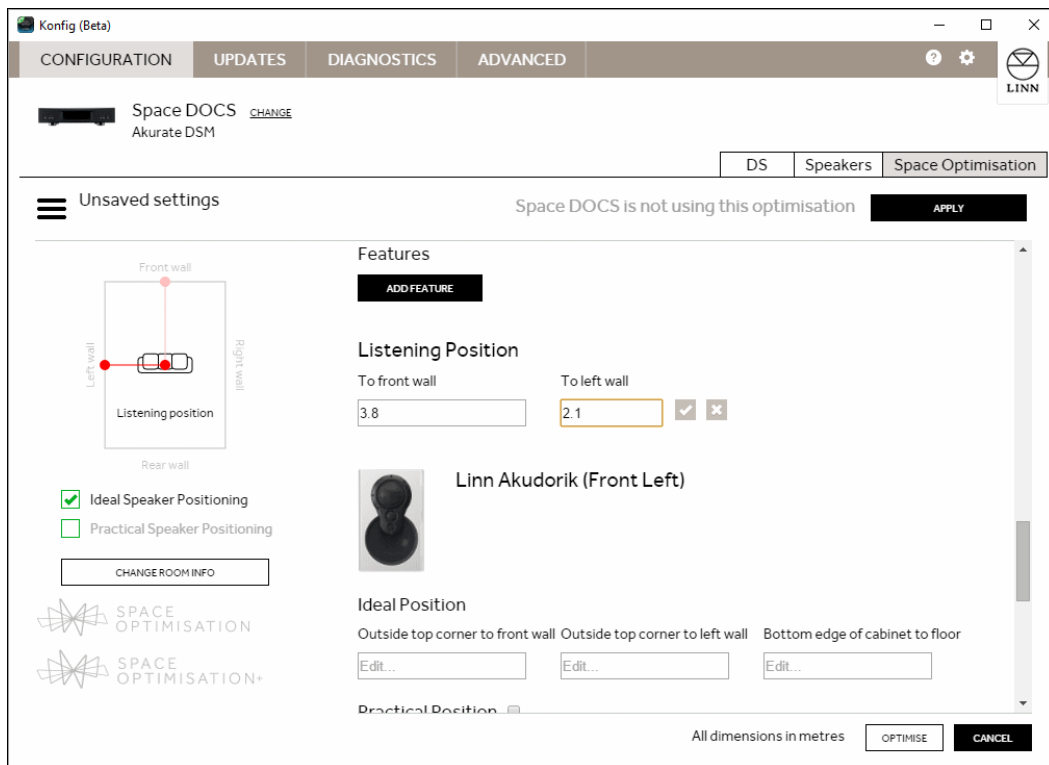 Konfig (Beta)
CONFIGURATION UPDATES DIAGNOSTICS ADVANCED
?
LINN
Space DOCS CHANGE
Akurate DSM
DS Speakers Space Optimisation
Unsaved settings
Space DOCS is not using this optimisation APPLY
Front wall
Left wall
Right wall
Listening position
Rear wall
Ideal Speaker Positioning
Practical Speaker Positioning
CHANGE ROOM INFO
SPACE
OPTIMISATION
SPACE
OPTIMISATION+
Features
ADD FEATURE
Listening Position
To front wall To left wall
3.8 2.1
Linn Akudorik (Front Left)
Ideal Position
Outside top corner to front wall Outside top corner to left wall Bottom edge of cabinet to floor
Edit... Edit... Edit...
Practical Position
All dimensions in metres OPTIMISE CANCEL